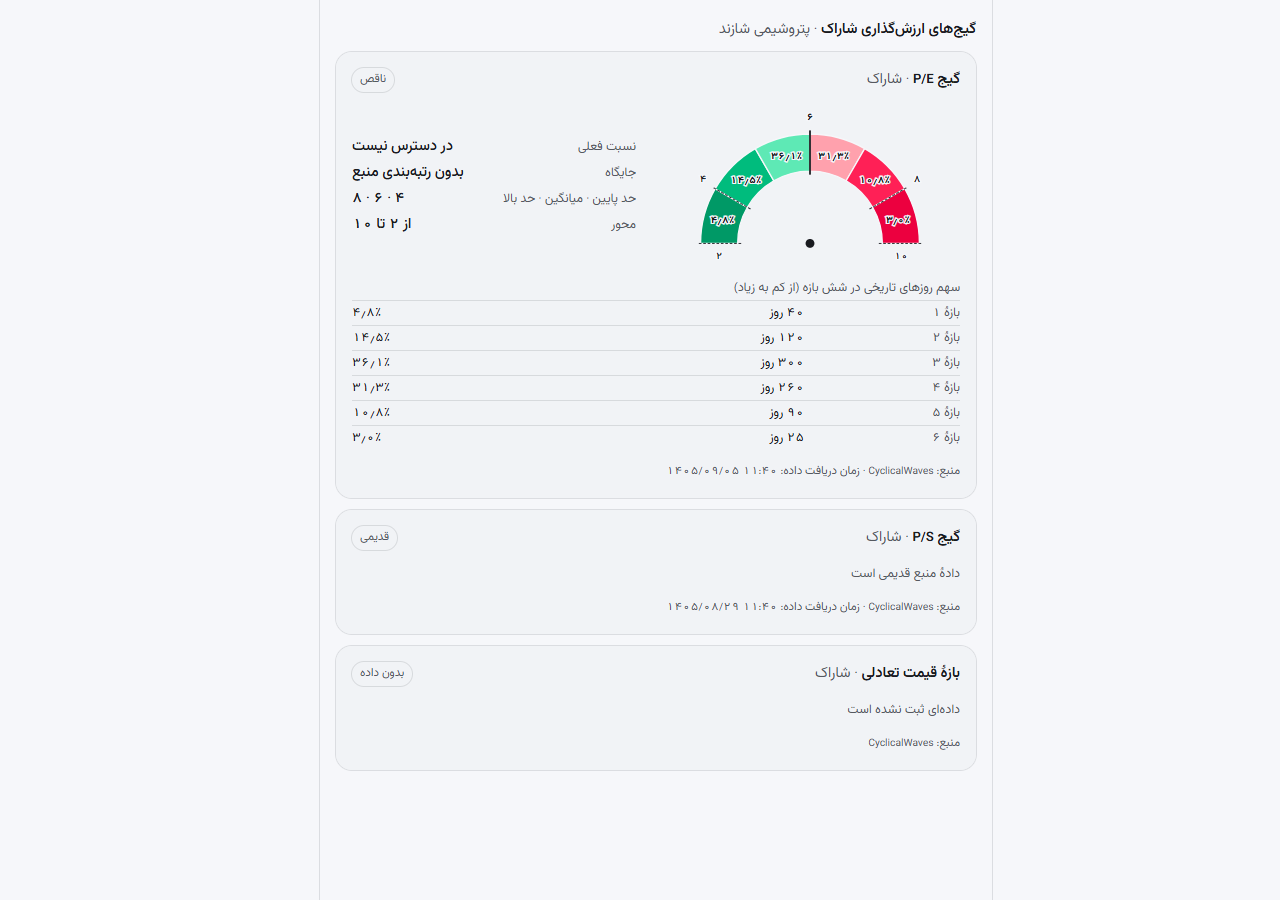 گیج‌های ارزش‌گذاری شاراک · پتروشیمی شازند
گیج P/E · شاراک
ناقص
۶
۳۶٫۱٪
۳۱٫۳٪
۴
۱۴٫۵٪
۱۰٫۸٪
۸
۴٫۸٪
۳٫۰٪
۲
۱۰
نسبت فعلی
در دسترس نیست
جایگاه
بدون رتبه‌بندی منبع
حد پایین · میانگین · حد بالا
۴ · ۶ · ۸
محور
از ۲ تا ۱۰
سهم روزهای تاریخی در شش بازه (از کم به زیاد)
بازهٔ ۱ ۴۰ روز ۴٫۸٪
بازهٔ ۲ ۱۲۰ روز ۱۴٫۵٪
بازهٔ ۳ ۳۰۰ روز ۳۶٫۱٪
بازهٔ ۴ ۲۶۰ روز ۳۱٫۳٪
بازهٔ ۵ ۹۰ روز ۱۰٫۸٪
بازهٔ ۶ ۲۵ روز ۳٫۰٪
منبع: CyclicalWaves · زمان دریافت داده: ۱۴۰۵/۰۹/۰۵ ۱۱:۴۰
گیج P/S · شاراک
قدیمی
دادهٔ منبع قدیمی است
منبع: CyclicalWaves · زمان دریافت داده: ۱۴۰۵/۰۸/۲۹ ۱۱:۴۰
بازهٔ قیمت تعادلی · شاراک
بدون داده
داده‌ای ثبت نشده است
منبع: CyclicalWaves